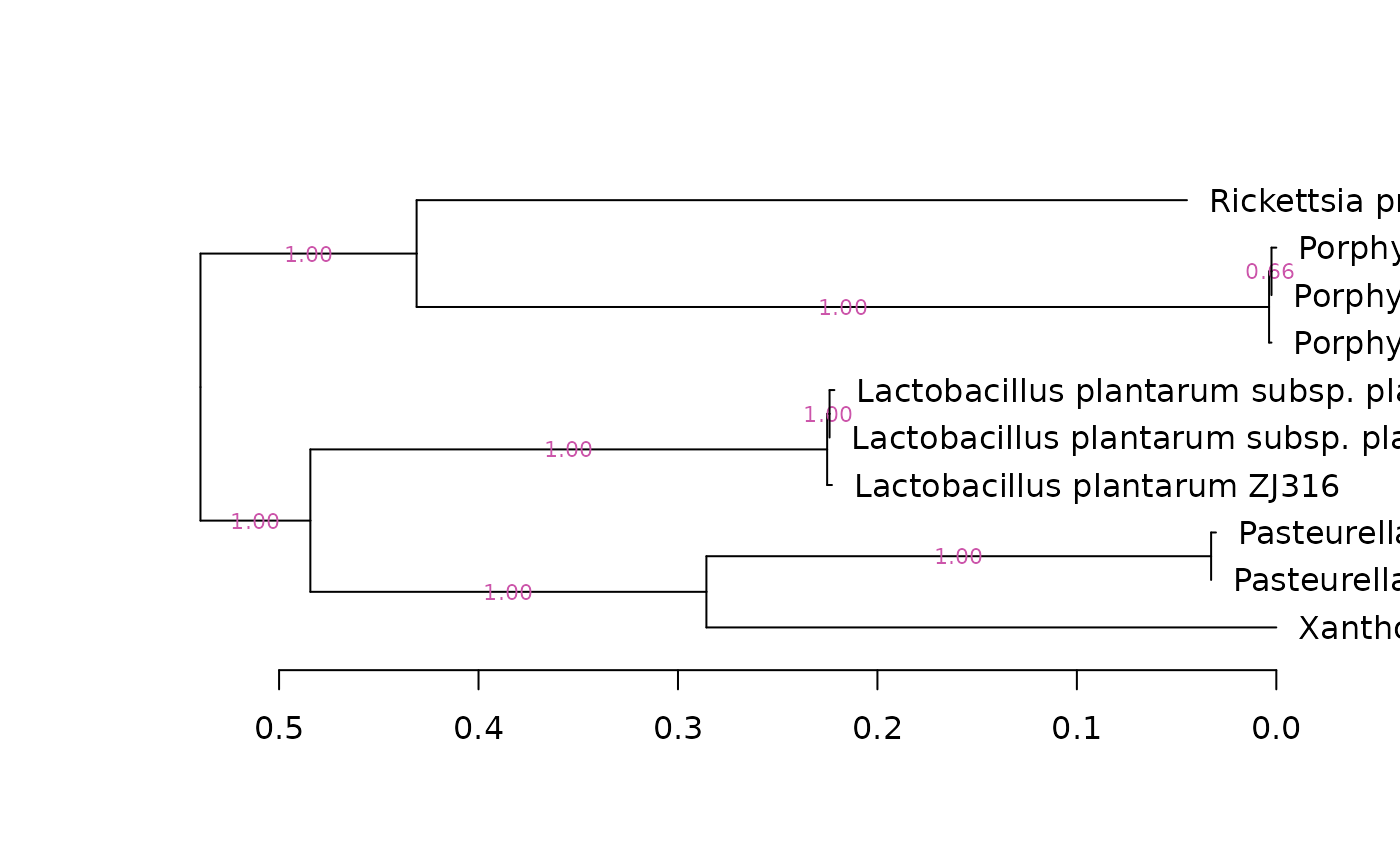 Rickettsia pr
1.00
Porphy
0.66
Porphy
1.00
Porphy
Lactobacillus plantarum subsp. pla
1.00
Lactobacillus plantarum subsp. pla
1.00
Lactobacillus plantarum ZJ316
1.00
Pasteurella
1.00
Pasteurella
1.00
Xantho
0.5 0.4 0.3 0.2 0.1 0.0